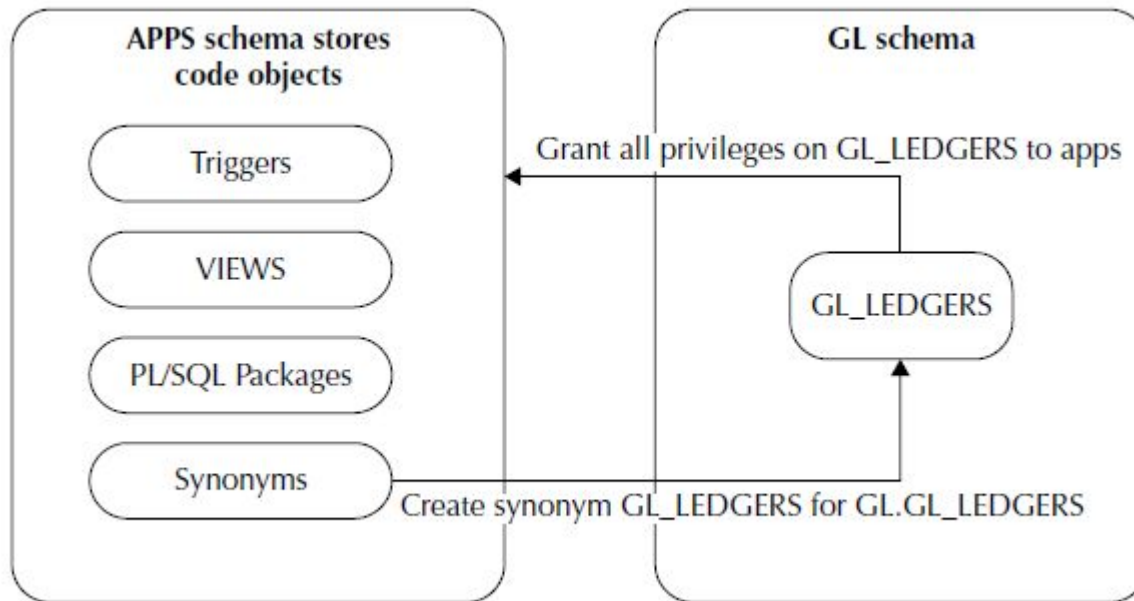 APPS schema stores
code objects
Triggers
VIEWS
PL/SQL Packages
Synonyms
GL schema
Grant all privileges on GL_LEDGERS to apps
GL_LEDGERS
Create synonym GL_LEDGERS for GL.GL_LEDGERS